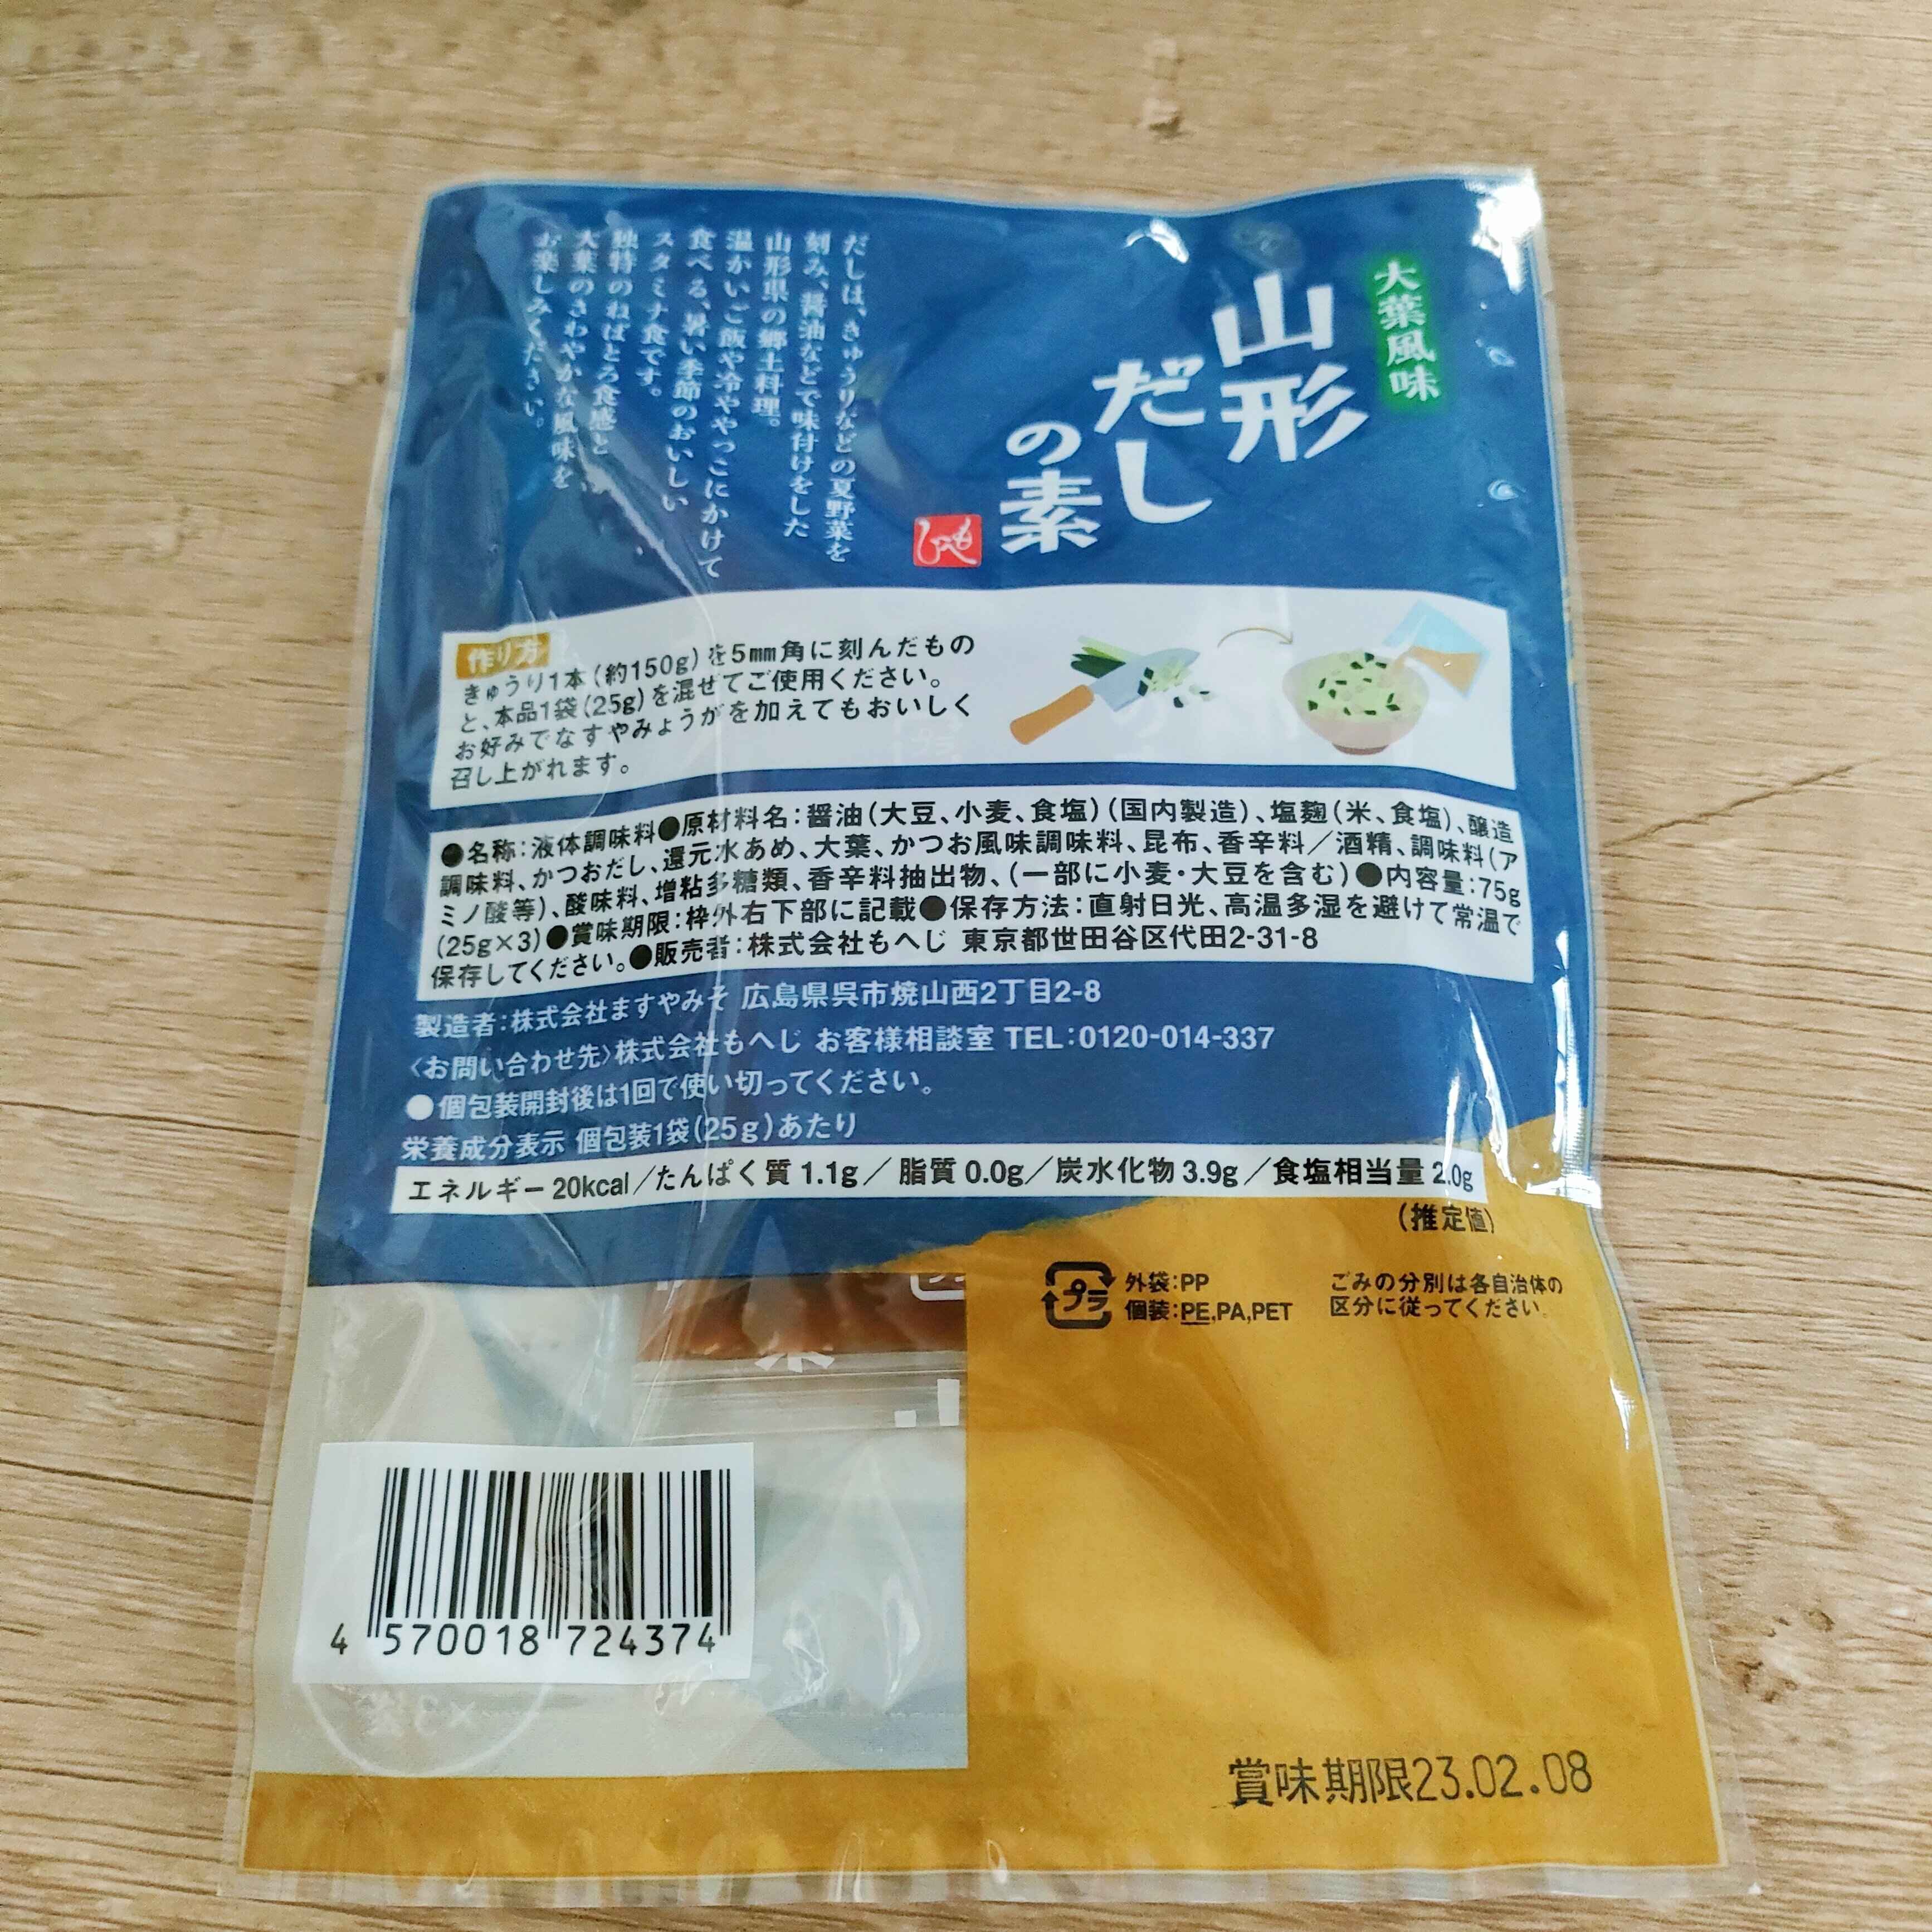 大葉風味
山形
だし
の素
もへじ
だしは、きゅうりなどの夏野菜を
刻み、醤油などで味付けをした
山形県の郷土料理。
温かいご飯や冷ややっこにかけて
食べる、暑い季節のおいしい
スタミナ食です。
独特のねばとろ食感と
大葉のさわやかな風味を
お楽しみください。
作り方
きゅうり1本(約150g)を5mm角に刻んだもの
と、本品1袋(25g)を混ぜてご使用ください。
お好みでなすやみょうがを加えてもおいしく
召し上がれます。
●名称:液体調味料●原材料名:醤油(大豆、小麦、食塩)(国内製造)、塩麹(米、食塩)、醸造
調味料、かつおだし、還元水あめ、大葉、かつお風味調味料、昆布、香辛料/酒精、調味料(ア
ミノ酸等)、酸味料、増粘多糖類、香辛料抽出物、(一部に小麦・大豆を含む)●内容量:75g
(25g×3)●賞味期限:枠外右下部に記載●保存方法:直射日光、高温多湿を避けて常温で
保存してください。●販売者:株式会社もへじ 東京都世田谷区代田2-31-8
製造者:株式会社ますやみそ 広島県呉市焼山西2丁目2-8
〈お問い合わせ先〉株式会社もへじ お客様相談室 TEL:0120-014-337
●個包装開封後は1回で使い切ってください。
栄養成分表示 個包装1袋(25g)あたり
エネルギー 20kcal/たんぱく質 1.1g/脂質 0.0g/炭水化物 3.9g/食塩相当量 2.0g
(推定値)
プラ
外袋:PP
個装:PE,PA,PET
ごみの分別は各自治体の
区分に従ってください。
4 570018 724374
賞味期限23.02.08